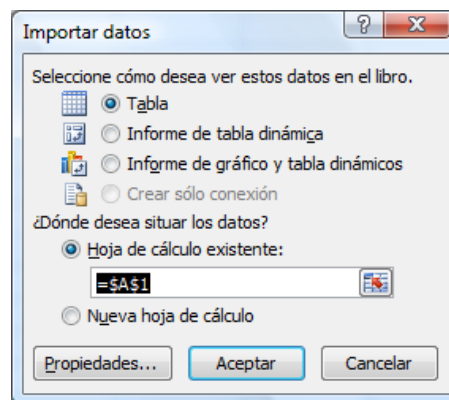 Importar datos
Seleccione cómo desea ver estos datos en el libro.
Tabla
Informe de tabla dinámica
Informe de gráfico y tabla dinámicos
Crear sólo conexión
¿Dónde desea situar los datos?
Hoja de cálculo existente:
=$A$1
Nueva hoja de cálculo
Propiedades... Aceptar Cancelar